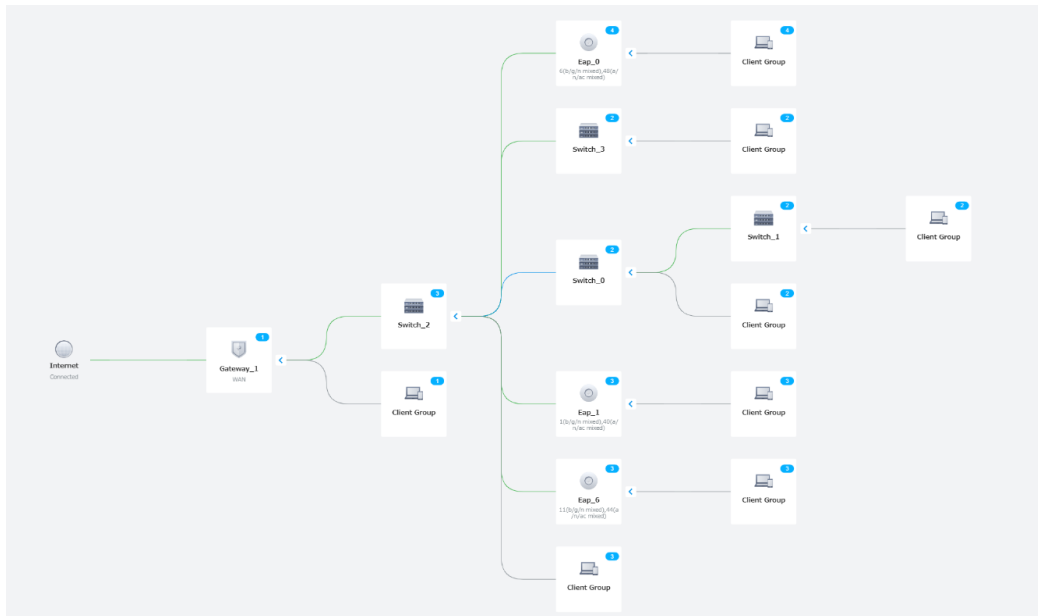 4
Eap_0
6(b/g/n mixed),48(a/
n/ac mixed)
4
Client Group
2
Switch_3
2
Client Group
2
Switch_1
2
Client Group
2
Switch_0
2
Client Group
3
Switch_2
1
Gateway_1
WAN
Internet
Connected
1
Client Group
3
Eap_1
1(b/g/n mixed),40(a/
n/ac mixed)
3
Client Group
3
Eap_6
11(b/g/n mixed),44(a
/n/ac mixed)
3
Client Group
3
Client Group